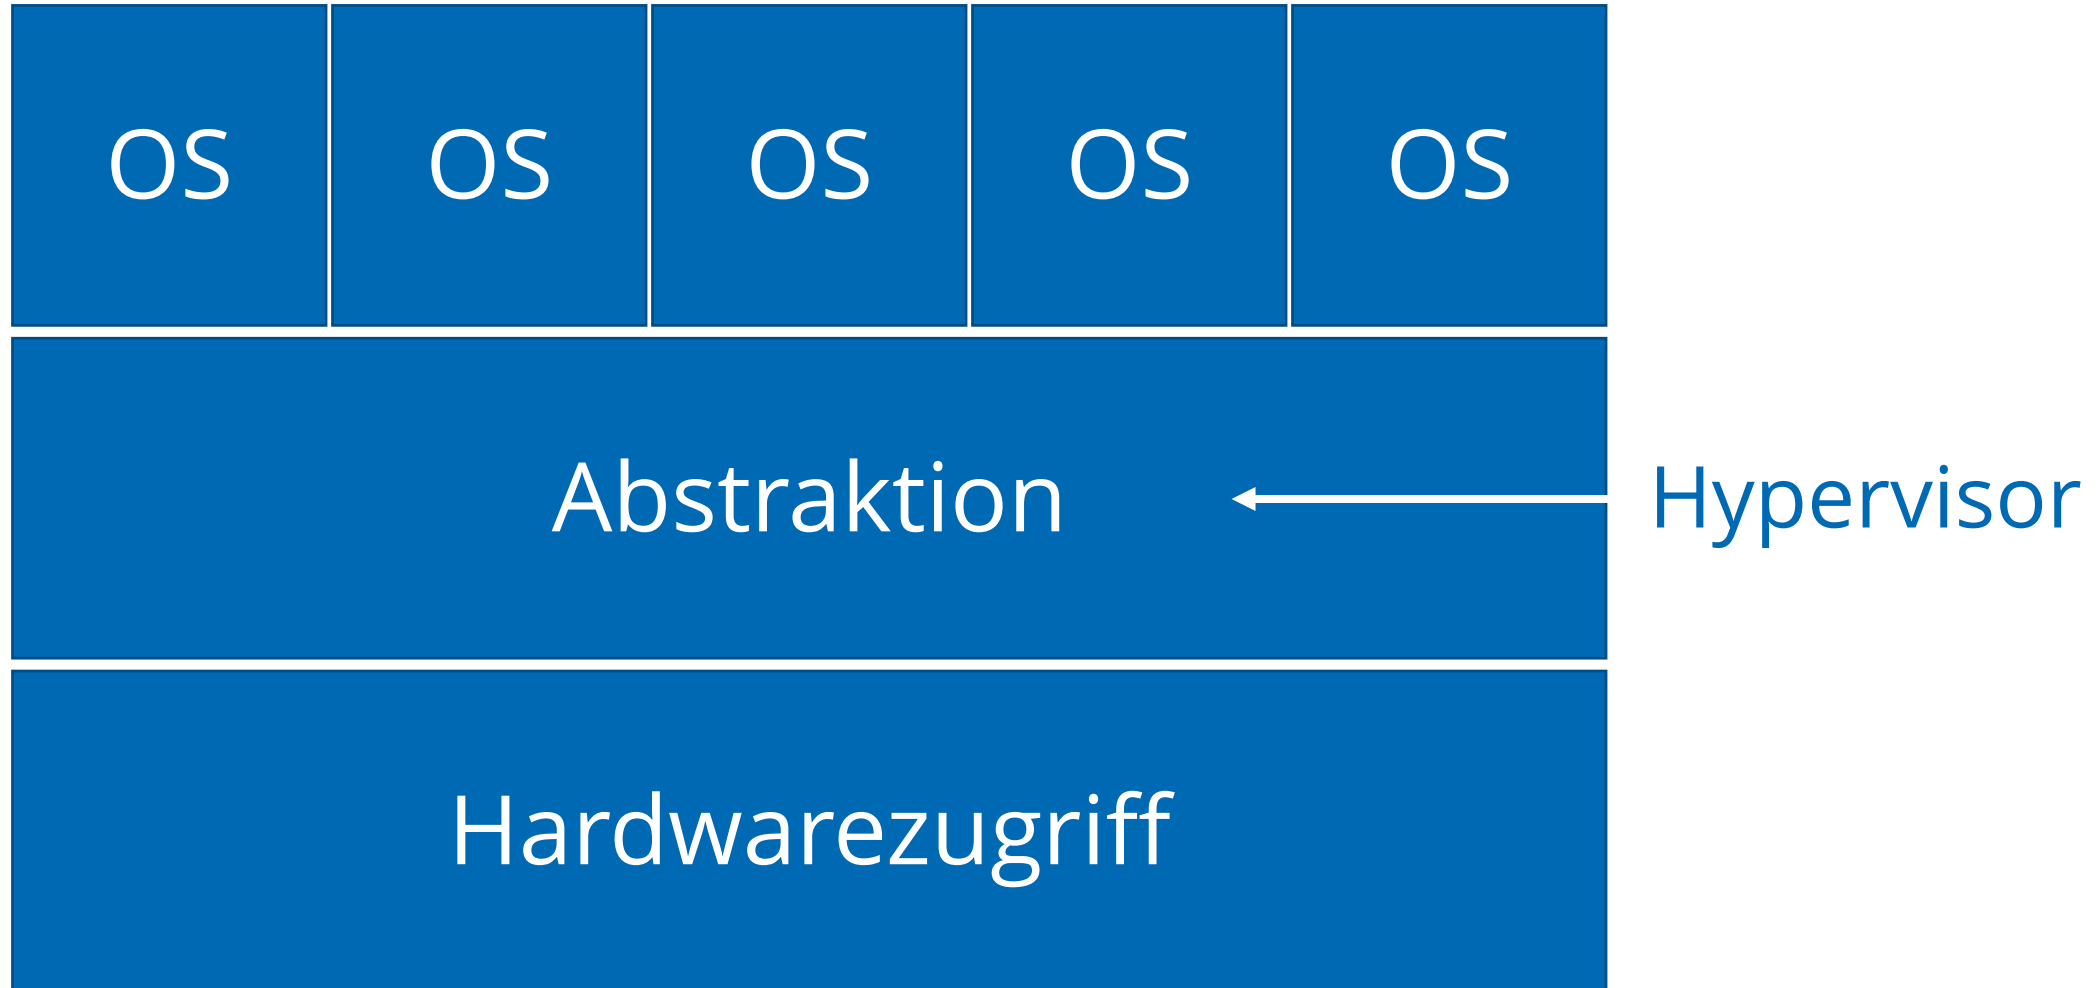 OS OS OS OS OS
Abstraktion
Hypervisor
Hardwarezugriff